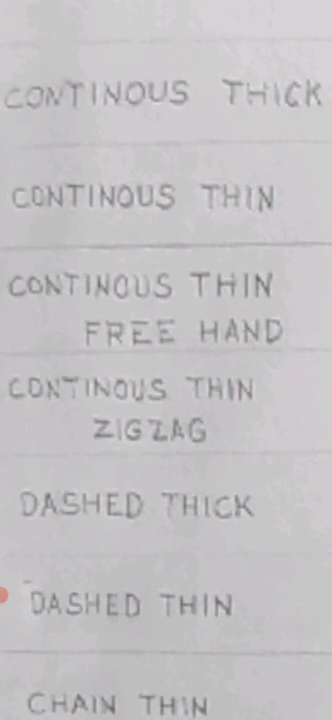 CONTINOUS THICK
CONTINOUS THIN
CONTINOUS THIN
FREE HAND
CONTINOUS THIN
ZIGZAG
DASHED THICK
DASHED THIN
CHAIN THIN